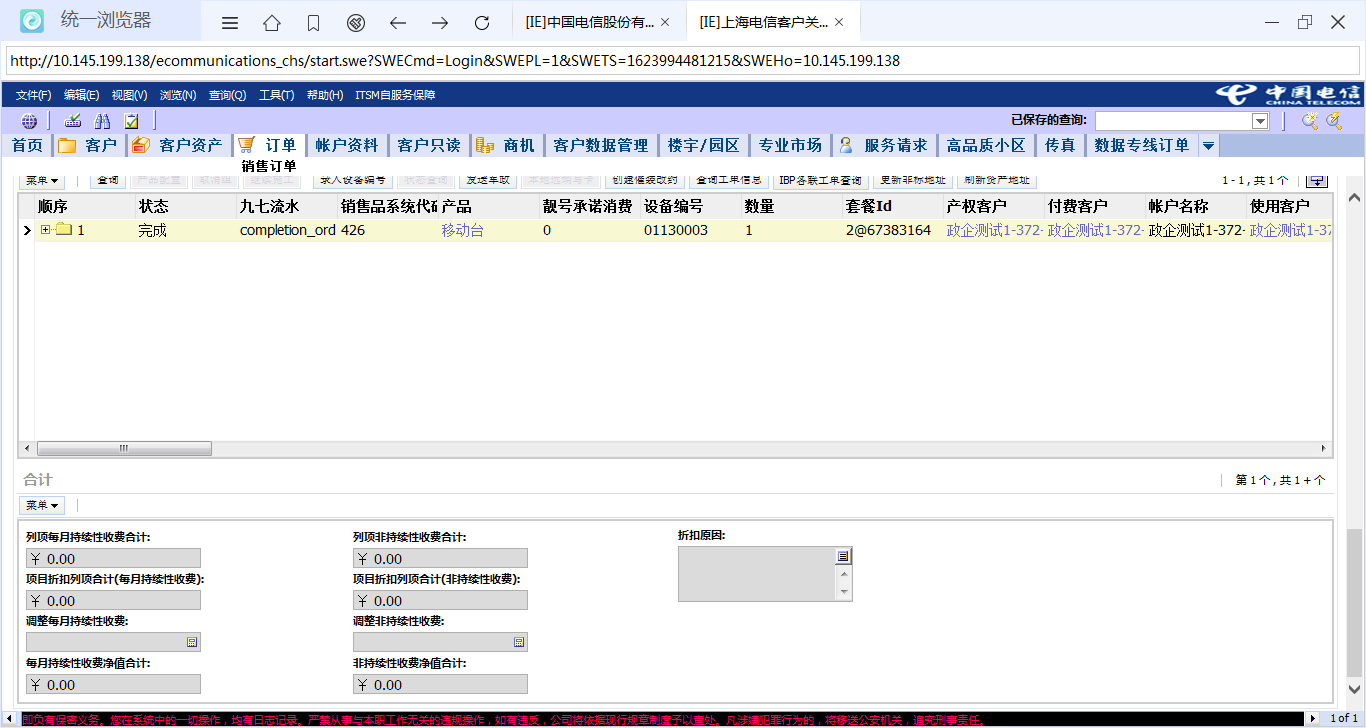 统一浏览器
[IE]中国电信股份有...
[IE]上海电信客户关...
http://10.145.199.138/ecommunications_chs/start.swe?SWECmd=Login&SWEPL=1&SWETS=1623994481215&SWEHo=10.145.199.138
文件(F) 编辑(E) 视图(V) 浏览(N) 查询(Q) 工具(T) 帮助(H) ITSM自服务保障
中国电信
CHINA TELECOM
已保存的查询:
首页 客户 客户资产 订单 帐户资料 客户只读 商机 客户数据管理 楼宇/园区 专业市场 服务请求 高品质小区 传真 数据专线订单
销售订单
菜单 查询 产品配置 取消单 录入设备编号 状态查询 发送车政 创建催续改约 查询工单信息 IBP各联工单查询 更新非标地址 刷新资产地址 1 - 1, 共 1 个
顺序 状态 九七流水 销售品系统代码 产品 靓号承诺消费 设备编号 数量 套餐Id 产权客户 付费客户 帐户名称 使用客户
1 完成 completion_ord 426 移动台 0 01130003 1 2@67383164 政企测试1-372- 政企测试1-372- 政企测试1-372- 政企测试1-37
合计 第 1 个 , 共 1 + 个
菜单
列项每月持续性收费合计: 列项非持续性收费合计: 折扣原因:
￥ 0.00 ￥ 0.00
项目折扣列项合计(每月持续性收费): 项目折扣列项合计(非持续性收费):
￥ 0.00 ￥ 0.00
调整每月持续性收费: 调整非持续性收费:
每月持续性收费净值合计: 非持续性收费净值合计:
￥ 0.00 ￥ 0.00
即负有保密义务。您在系统中的一切操作，均有日志记录。严禁从事与本职工作无关的违规操作，如有违反，公司将依据现行规章制度予以查处。凡涉嫌犯罪行为的，将移送公安机关，追究刑事责任。 1 of 1